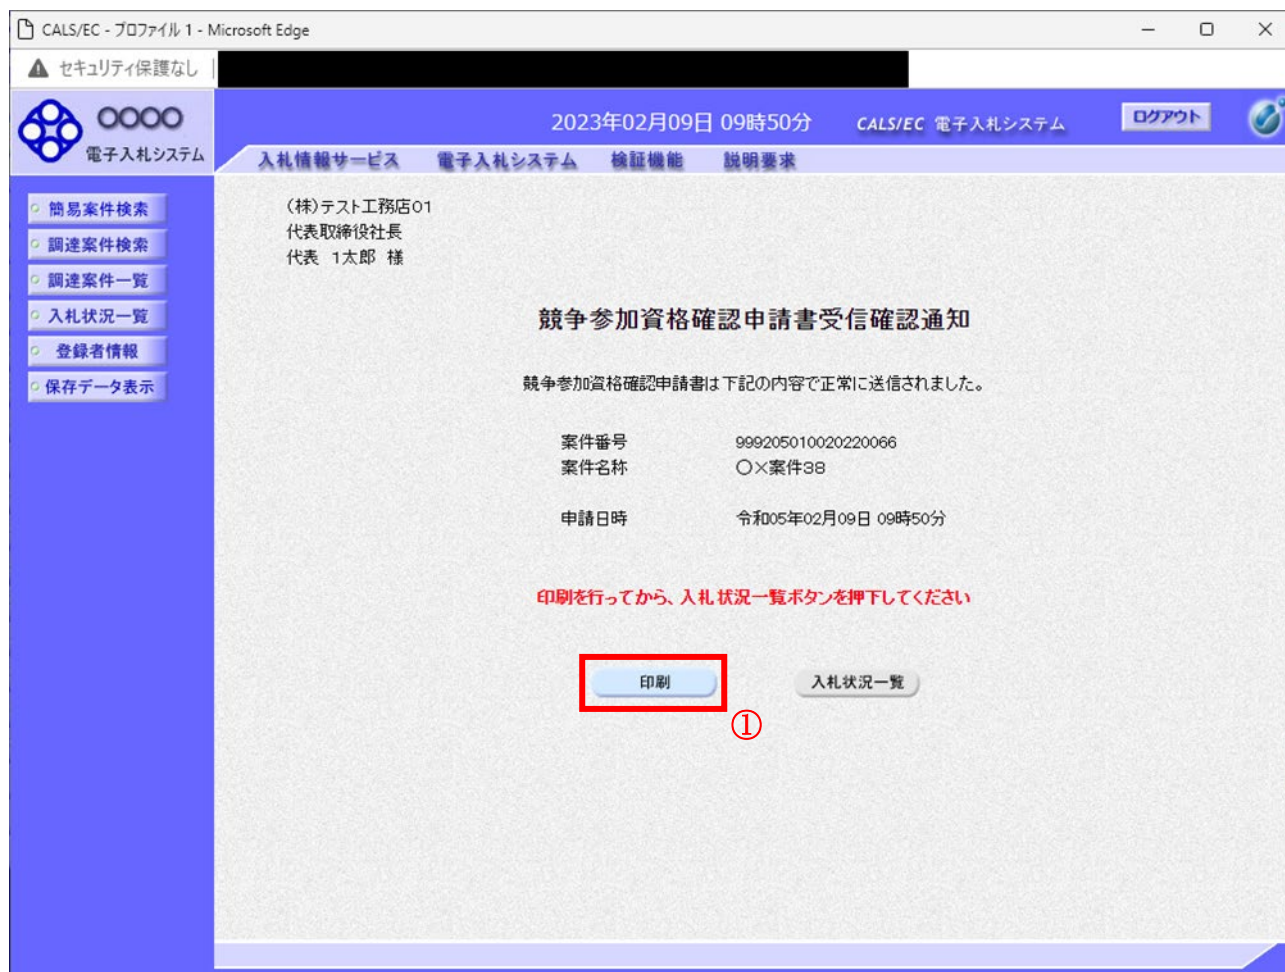 CALS/EC - プロファイル 1 - Microsoft Edge
セキュリティ保護なし
○○○○
電子入札システム
2023年02月09日 09時50分
CALS/EC 電子入札システム
ログアウト
入札情報サービス
電子入札システム
検証機能
説明要求
簡易案件検索
調達案件検索
調達案件一覧
入札状況一覧
登録者情報
保存データ表示
(株)テスト工務店01
代表取締役社長
代表 1太郎 様
競争参加資格確認申請書受信確認通知
競争参加資格確認申請書は下記の内容で正常に送信されました。
案件番号 999205010020220066
案件名称 ○×案件38
申請日時 令和05年02月09日 09時50分
印刷を行ってから、入札状況一覧ボタンを押下してください
印刷
入札状況一覧
①